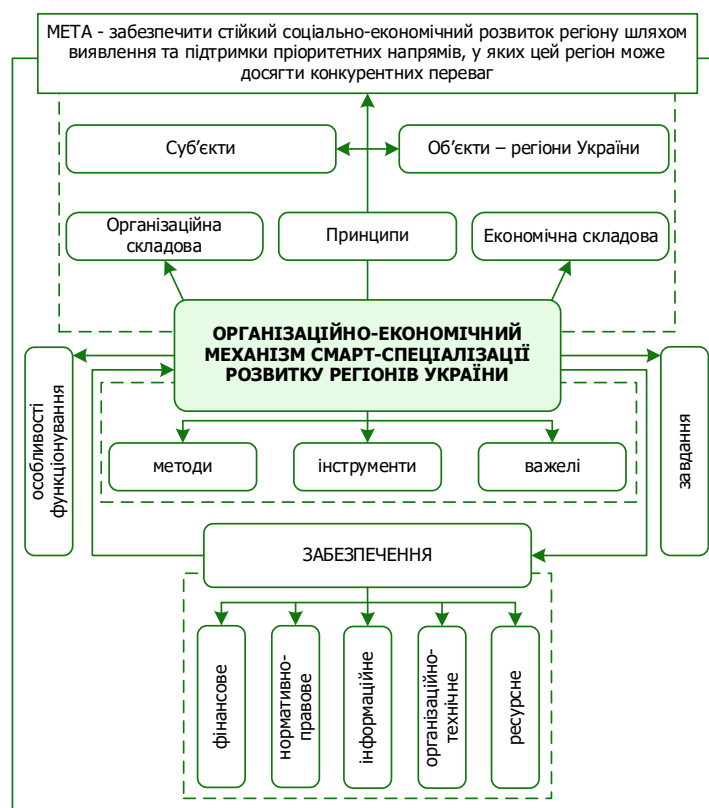 МЕТА - забезпечити стійкий соціально-економічний розвиток регіону шляхом
виявлення та підтримки пріоритетних напрямів, у яких цей регіон може
досягти конкурентних переваг
Суб'єкти
Об'єкти – регіони України
Організаційна
складова
Принципи
Економічна складова
ОРГАНІЗАЦІЙНО-ЕКОНОМІЧНИЙ
МЕХАНІЗМ СМАРТ-СПЕЦІАЛІЗАЦІЇ
РОЗВИТКУ РЕГІОНІВ УКРАЇНИ
особливості
функціонування
завдання
методи
інструменти
важелі
ЗАБЕЗПЕЧЕННЯ
фінансове
нормативно-
правове
інформаційне
організаційно-
технічне
ресурсне